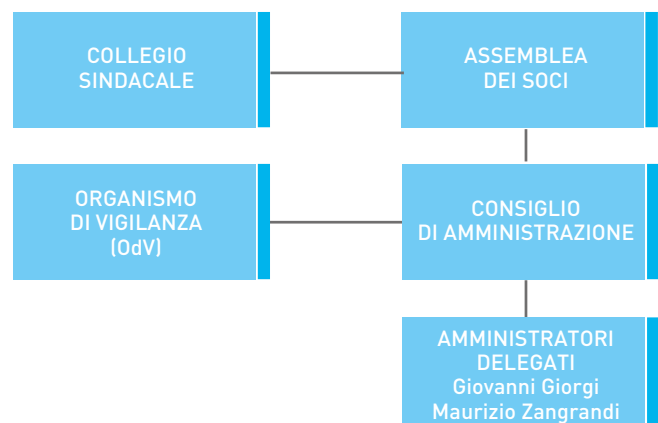 COLLEGIO
SINDACALE
ASSEMBLEA
DEI SOCI
ORGANISMO
DI VIGILANZA
(OdV)
CONSIGLIO
DI AMMINISTRAZIONE
AMMINISTRATORI
DELEGATI
Giovanni Giorgi
Maurizio Zangrandi